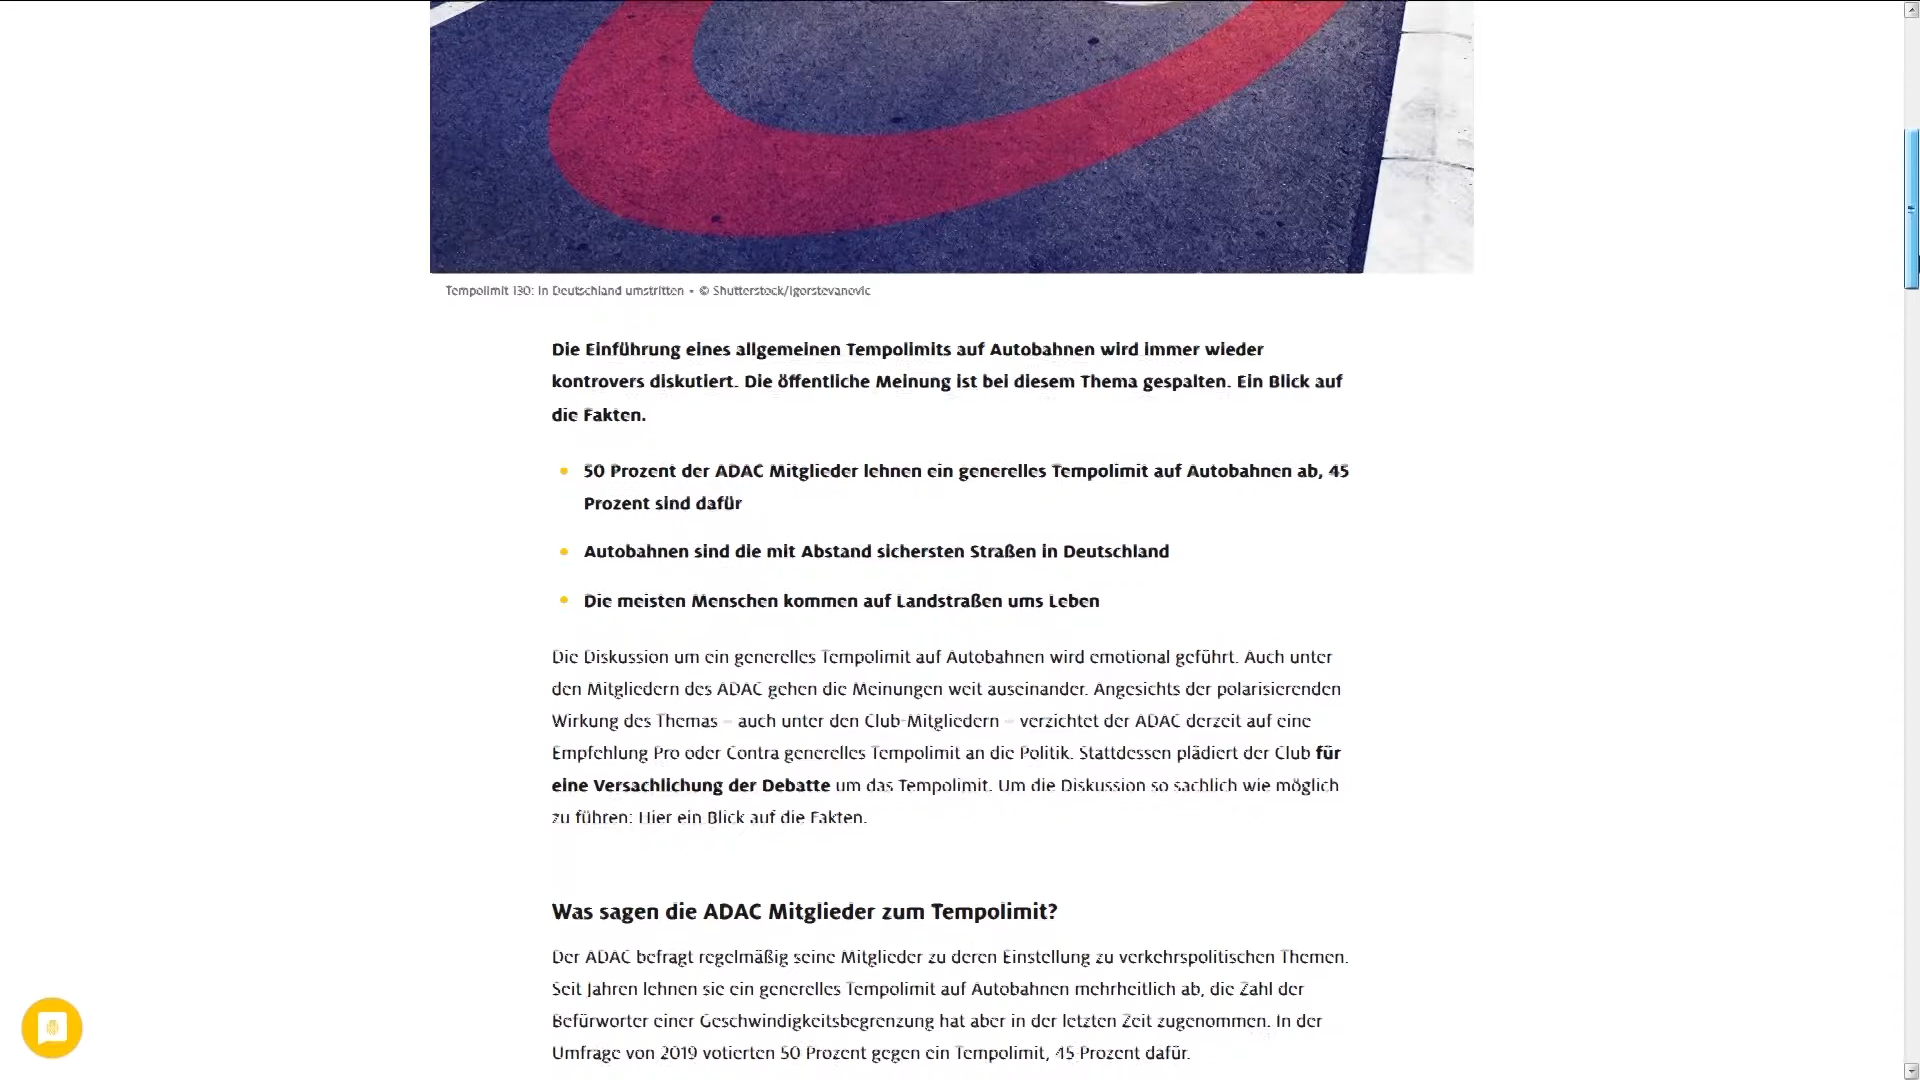 Tempolimit 130: In Deutschland umstritten • © Shutterstock/igorstevanovic
Die Einführung eines allgemeinen Tempolimits auf Autobahnen wird immer wieder
kontrovers diskutiert. Die öffentliche Meinung ist bei diesem Thema gespalten. Ein Blick auf
die Fakten.
50 Prozent der ADAC Mitglieder lehnen ein generelles Tempolimit auf Autobahnen ab, 45
Prozent sind dafür
Autobahnen sind die mit Abstand sichersten Straßen in Deutschland
Die meisten Menschen kommen auf Landstraßen ums Leben
Die Diskussion um ein generelles Tempolimit auf Autobahnen wird emotional geführt. Auch unter
den Mitgliedern des ADAC gehen die Meinungen weit auseinander. Angesichts der polarisierenden
Wirkung des Themas – auch unter den Club-Mitgliedern – verzichtet der ADAC derzeit auf eine
Empfehlung Pro oder Contra generelles Tempolimit an die Politik. Stattdessen plädiert der Club für
eine Versachlichung der Debatte um das Tempolimit. Um die Diskussion so sachlich wie möglich
zu führen: Hier ein Blick auf die Fakten.
Was sagen die ADAC Mitglieder zum Tempolimit?
Der ADAC befragt regelmäßig seine Mitglieder zu deren Einstellung zu verkehrspolitischen Themen.
Seit Jahren lehnen sie ein generelles Tempolimit auf Autobahnen mehrheitlich ab, die Zahl der
Befürworter einer Geschwindigkeitsbegrenzung hat aber in der letzten Zeit zugenommen. In der
Umfrage von 2019 votierten 50 Prozent gegen ein Tempolimit, 45 Prozent dafür.